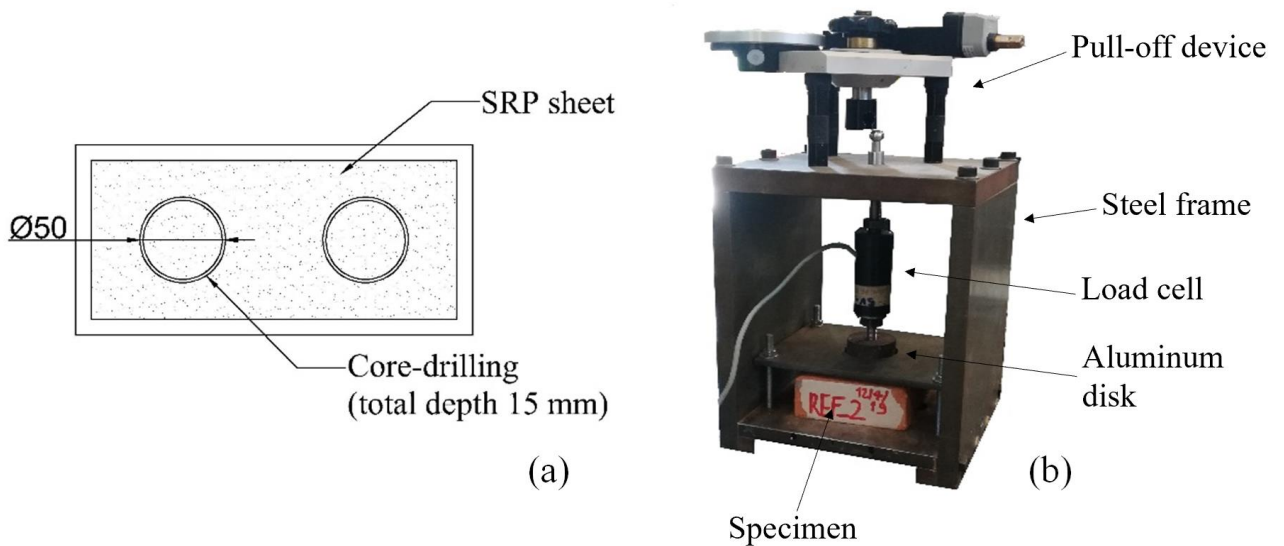 SRP sheet
Ø50
Core-drilling
(total depth 15 mm)
(a)
Pull-off device
Steel frame
Load cell
Aluminum
disk
REF_2
(b)
Specimen